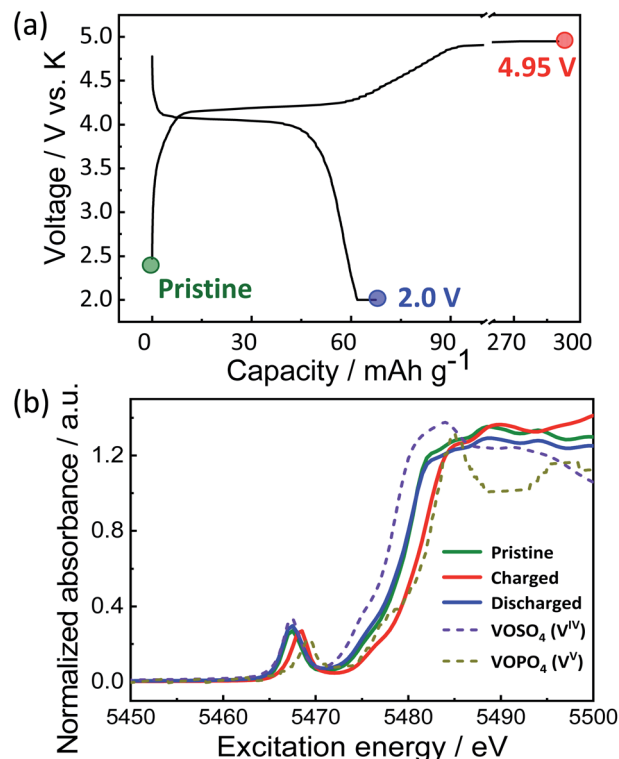 (a)
Voltage / V vs. K
5.0
4.5
4.0
3.5
3.0
2.5
2.0
4.95 V
Pristine
2.0 V
0 30 60 90 270 300
Capacity / mAh g⁻¹
(b)
Normalized absorbance / a.u.
1.2
0.8
0.4
0.0
Pristine
Charged
Discharged
VOSO₄ (Vᴵⱽ)
VOPO₄ (Vⱽ)
5450 5460 5470 5480 5490 5500
Excitation energy / eV